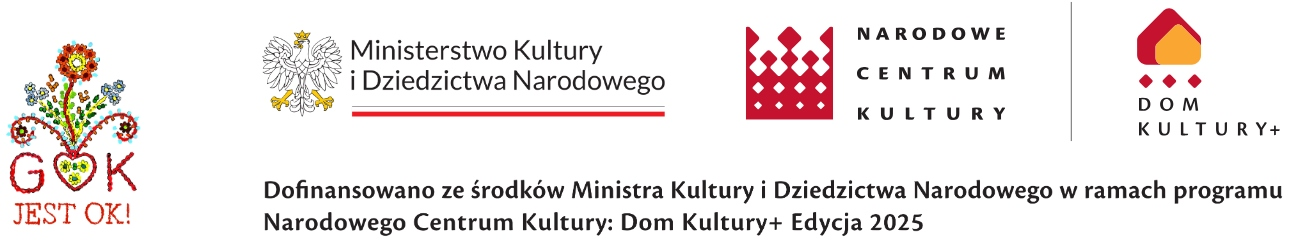 GOK
JEST OK!
Ministerstwo Kultury
i Dziedzictwa Narodowego
NARODOWE
CENTRUM
KULTURY
DOM
KULTURY+
Dofinansowano ze środków Ministra Kultury i Dziedzictwa Narodowego w ramach programu
Narodowego Centrum Kultury: Dom Kultury+ Edycja 2025